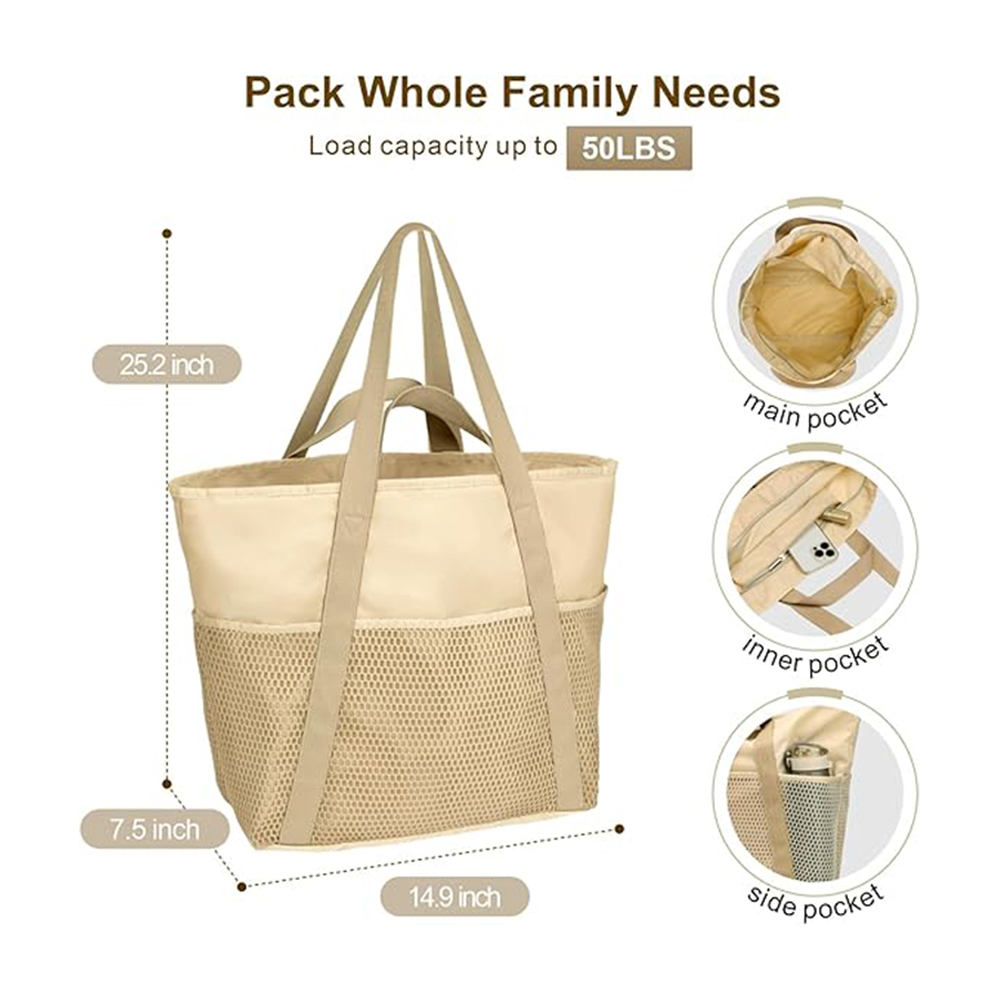 Pack Whole Family Needs
Load capacity up to 50LBS
25.2 inch
7.5 inch
14.9 inch
main pocket
inner pocket
side pocket